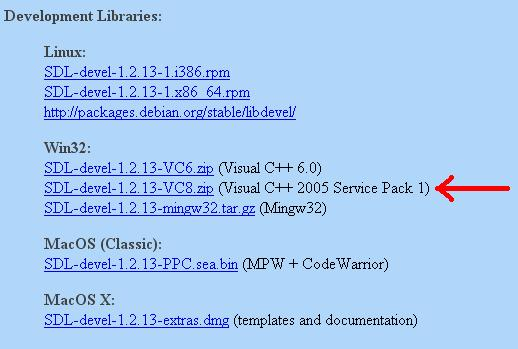 Development Libraries:
Linux:
SDL-devel-1.2.13-1.i386.rpm
SDL-devel-1.2.13-1.x86_64.rpm
http://packages.debian.org/stable/libdevel/
Win32:
SDL-devel-1.2.13-VC6.zip (Visual C++ 6.0)
SDL-devel-1.2.13-VC8.zip (Visual C++ 2005 Service Pack 1)
SDL-devel-1.2.13-mingw32.tar.gz (Mingw32)
MacOS (Classic):
SDL-devel-1.2.13-PPC.sea.bin (MPW + CodeWarrior)
MacOS X:
SDL-devel-1.2.13-extras.dmg (templates and documentation)